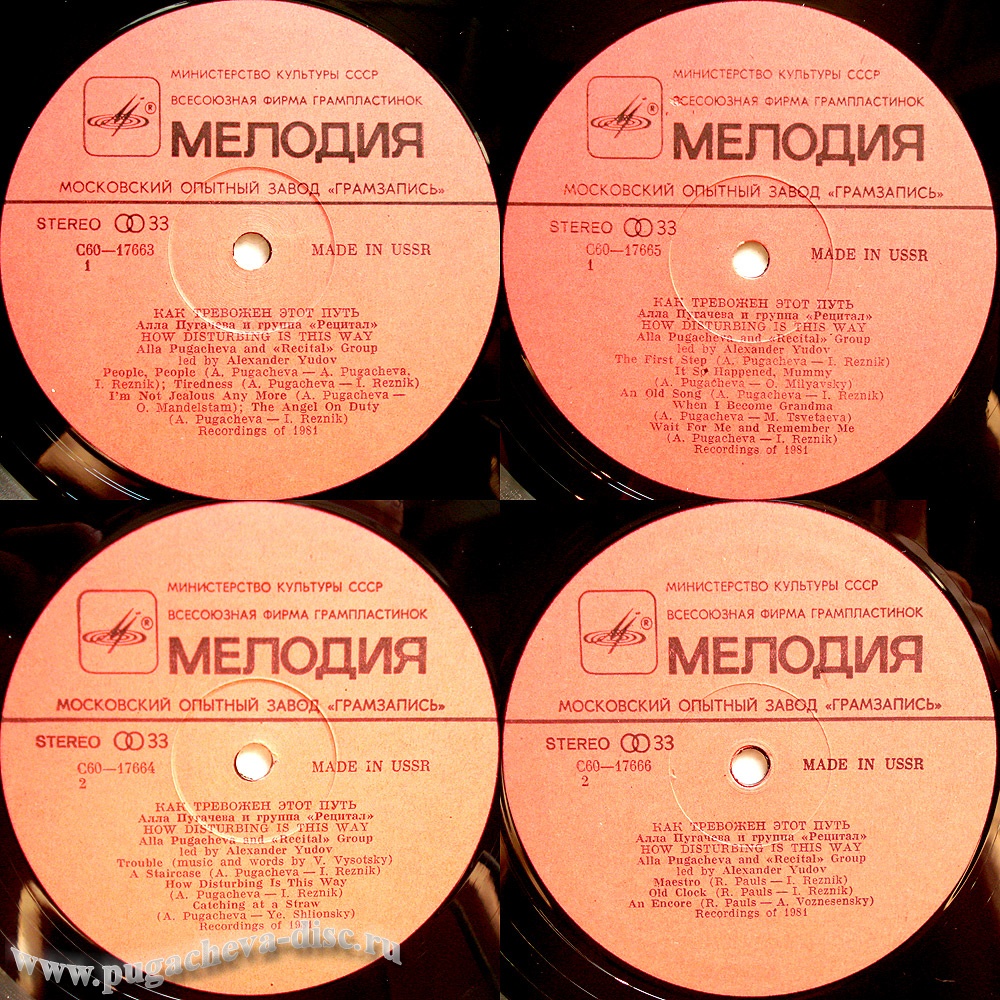 МИНИСТЕРСТВО КУЛЬТУРЫ СССР
ВСЕСОЮЗНАЯ ФИРМА ГРАМПЛАСТИНОК
®
МЕЛОДИЯ
МОСКОВСКИЙ ОПЫТНЫЙ ЗАВОД «ГРАМЗАПИСЬ»
STEREO 33
С60—17663
1
MADE IN USSR
КАК ТРЕВОЖЕН ЭТОТ ПУТЬ
Алла Пугачева и группа «Рецитал»
HOW DISTURBING IS THIS WAY
Alla Pugacheva and «Recital» Group
led by Alexander Yudov
People, People (A. Pugacheva — A. Pugacheva,
I. Reznik); Tiredness (A. Pugacheva — I. Reznik)
I'm Not Jealous Any More (A. Pugacheva —
O. Mandelstam); The Angel On Duty
(A. Pugacheva — I. Reznik)
Recordings of 1981
МИНИСТЕРСТВО КУЛЬТУРЫ СССР
ВСЕСОЮЗНАЯ ФИРМА ГРАМПЛАСТИНОК
®
МЕЛОДИЯ
МОСКОВСКИЙ ОПЫТНЫЙ ЗАВОД «ГРАМЗАПИСЬ»
STEREO 33
С60—17665
1
MADE IN USSR
КАК ТРЕВОЖЕН ЭТОТ ПУТЬ
Алла Пугачева и группа «Рецитал»
HOW DISTURBING IS THIS WAY
Alla Pugacheva and «Recital» Group
led by Alexander Yudov
The First Step (A. Pugacheva — I. Reznik)
It So Happened, Mummy
(A. Pugacheva — O. Milyavsky)
An Old Song (A. Pugacheva — I. Reznik)
When I Become Grandma
(A. Pugacheva — M. Tsvetaeva)
Wait For Me and Remember Me
(A. Pugacheva — I. Reznik)
Recordings of 1981
МИНИСТЕРСТВО КУЛЬТУРЫ СССР
ВСЕСОЮЗНАЯ ФИРМА ГРАМПЛАСТИНОК
®
МЕЛОДИЯ
МОСКОВСКИЙ ОПЫТНЫЙ ЗАВОД «ГРАМЗАПИСЬ»
STEREO 33
С60—17664
2
MADE IN USSR
КАК ТРЕВОЖЕН ЭТОТ ПУТЬ
Алла Пугачева и группа «Рецитал»
HOW DISTURBING IS THIS WAY
Alla Pugacheva and «Recital» Group
led by Alexander Yudov
Trouble (music and words by V. Vysotsky)
A Staircase (A. Pugacheva — I. Reznik)
How Disturbing Is This Way
(A. Pugacheva — I. Reznik)
Catching at a Straw
(A. Pugacheva — Ye. Shlionsky)
Recordings of 1981
МИНИСТЕРСТВО КУЛЬТУРЫ СССР
ВСЕСОЮЗНАЯ ФИРМА ГРАМПЛАСТИНОК
®
МЕЛОДИЯ
МОСКОВСКИЙ ОПЫТНЫЙ ЗАВОД «ГРАМЗАПИСЬ»
STEREO 33
С60—17666
2
MADE IN USSR
КАК ТРЕВОЖЕН ЭТОТ ПУТЬ
Алла Пугачева и группа «Рецитал»
HOW DISTURBING IS THIS WAY
Alla Pugacheva and «Recital» Group
led by Alexander Yudov
Maestro (R. Pauls — I. Reznik)
Old Clock (R. Pauls — I. Reznik)
An Encore (R. Pauls — A. Voznesensky)
Recordings of 1981
www.pugacheva-disc.ru